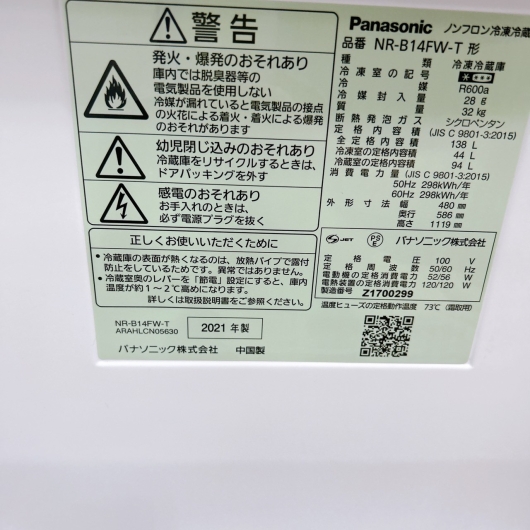 警告
発火・爆発のおそれあり
庫内では脱臭器等の
電気製品を使用しない
冷媒が漏れていると電気製品の接点
の火花による着火・着火による爆発
のおそれがあります
幼児閉じ込みのおそれあり
冷蔵庫をリサイクルするときは、
ドアパッキングを外す
感電のおそれあり
お手入れのときは、
必ず電源プラグを抜く
正しくお使いいただくために
•冷蔵庫の表面が熱くなるのは、放熱パイプで露付
防止をしているためです。異常ではありません。
•冷蔵室奥のレバーを「節電」に設定すると、庫内
温度が約1～2℃高めになります。
詳しくは取扱説明書をご覧ください。
NR-B14FW-T
ARAHLCN05630
2021年製
パナソニック株式会社 中国製
Panasonic ノンフロン冷凍冷蔵
品番 NR-B14FW-T 形
種類 冷凍冷蔵庫
冷凍室の記号
冷媒 R600a
冷媒封入量 28 g
質量 32 kg
断熱発泡ガス シクロペンタン
定格内容積 (JIS C 9801-3:2015)
138 L
冷凍室の定格内容積 44 L
冷蔵室の定格内容積 94 L
消費電力量 (JIS C 9801-3:2015)
50Hz 298kWh/年
60Hz 298kWh/年
外形寸法 幅 480 mm
奥行 586 mm
高さ 1119 mm
JET PSE パナソニック株式会社
定格電圧 100 V
定格周波数 50/60 Hz
電動機の定格消費電力 52/56 W
電熱装置の定格消費電力 120/120 W
製造番号 Z1700299
温度ヒューズの定格動作温度 73℃ (霜取用)